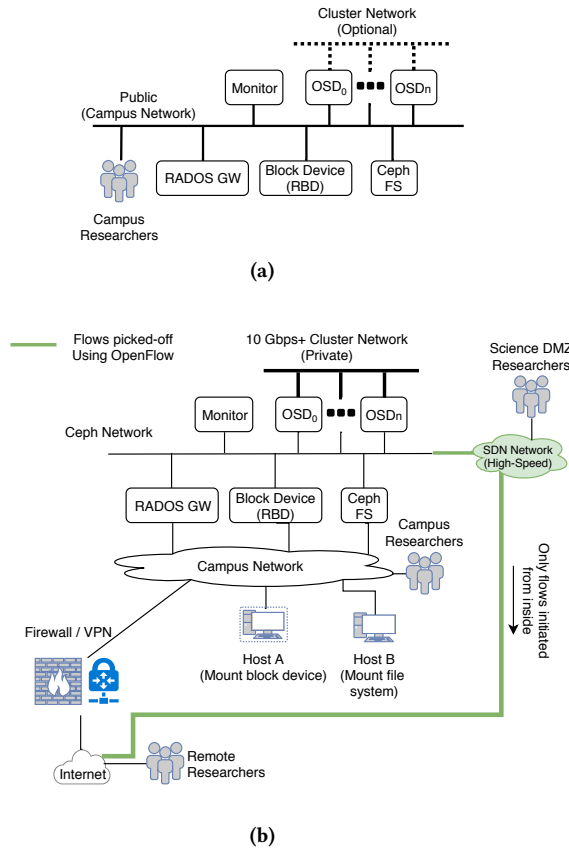 Cluster Network
(Optional)
Monitor
OSD0
OSDn
Public
(Campus Network)
RADOS GW
Block Device
(RBD)
Ceph
FS
Campus
Researchers
(a)
Flows picked-off
Using OpenFlow
10 Gbps+ Cluster Network
(Private)
Science DMZ
Researchers
Monitor
OSD0
OSDn
Ceph Network
SDN Network
(High-Speed)
RADOS GW
Block Device
(RBD)
Ceph
FS
Campus
Researchers
Campus Network
Only flows initiated
from inside
Firewall / VPN
Host A
(Mount block device)
Host B
(Mount file
system)
Internet
Remote
Researchers
(b)